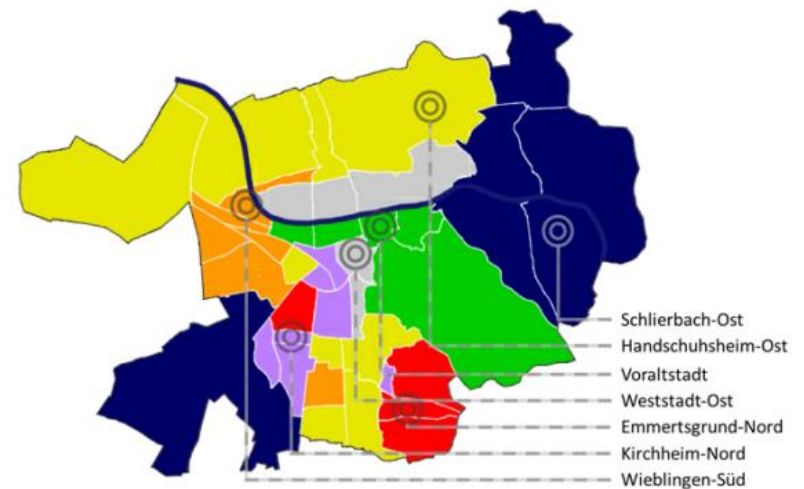 Schlierbach-Ost
Handschuhsheim-Ost
Voraltstadt
Weststadt-Ost
Emmertsgrund-Nord
Kirchheim-Nord
Wieblingen-Süd